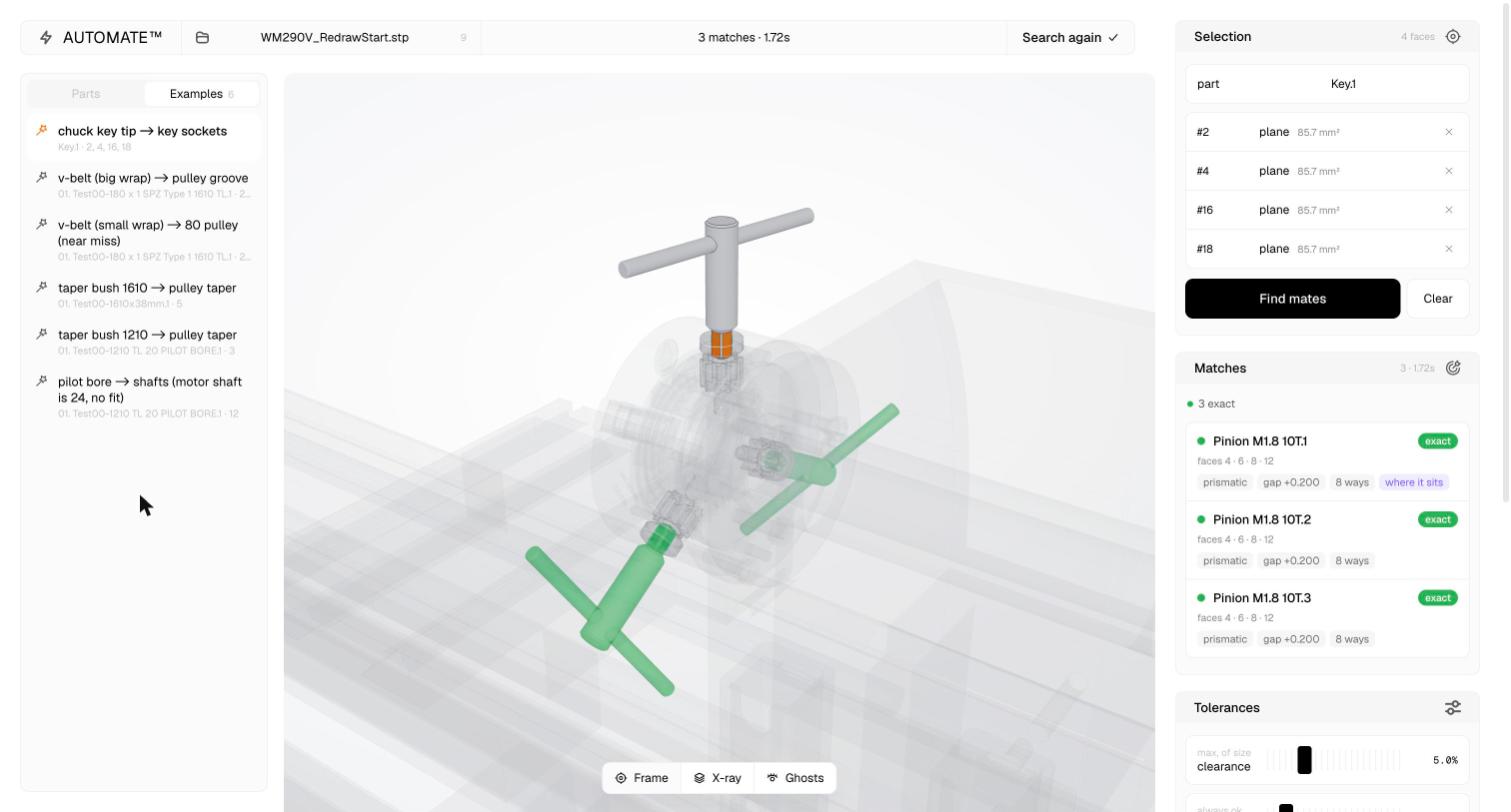 AUTOMATE™
WM290V_RedrawStart.stp 9
3 matches · 1.72s
Search again
Parts
Examples 6
chuck key tip → key sockets
Key.1 · 2, 4, 16, 18
v-belt (big wrap) → pulley groove
01. Test00-180 x 1 SPZ Type 1 1610 TL.1 · 2...
v-belt (small wrap) → 80 pulley
(near miss)
01. Test00-180 x 1 SPZ Type 1 1610 TL.1 · 2...
taper bush 1610 → pulley taper
01. Test00-1610x38mm.1 · 5
taper bush 1210 → pulley taper
01. Test00-1210 TL 20 PILOT BORE.1 · 3
pilot bore → shafts (motor shaft
is 24, no fit)
01. Test00-1210 TL 20 PILOT BORE.1 · 12
Frame
X-ray
Ghosts
Selection 4 faces
part Key.1
#2 plane 85.7 mm²
#4 plane 85.7 mm²
#16 plane 85.7 mm²
#18 plane 85.7 mm²
Find mates
Clear
Matches 3 · 1.72s
3 exact
Pinion M1.8 10T.1 exact
faces 4 · 6 · 8 · 12
prismatic gap +0.200 8 ways where it sits
Pinion M1.8 10T.2 exact
faces 4 · 6 · 8 · 12
prismatic gap +0.200 8 ways
Pinion M1.8 10T.3 exact
faces 4 · 6 · 8 · 12
prismatic gap +0.200 8 ways
Tolerances
max, of size
clearance 5.0%